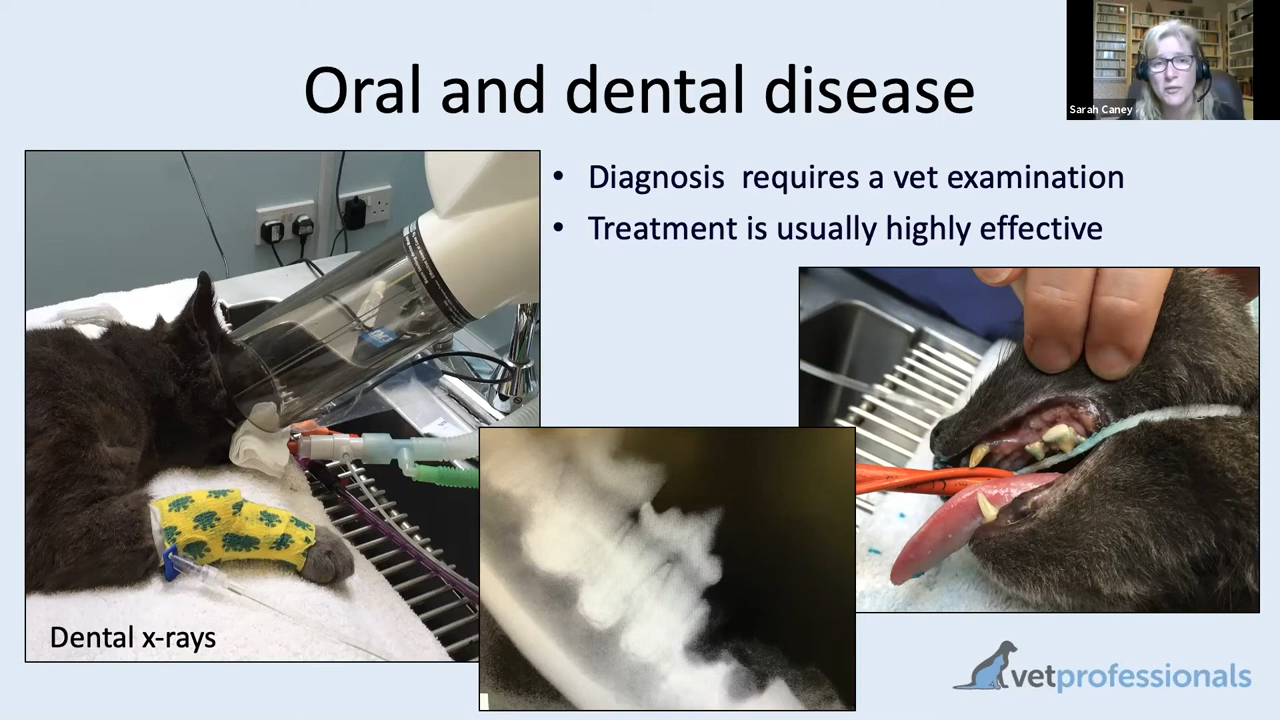 Oral and dental disease
Sarah Caney
• Diagnosis requires a vet examination
• Treatment is usually highly effective
Dental x-rays
vetprofessionals